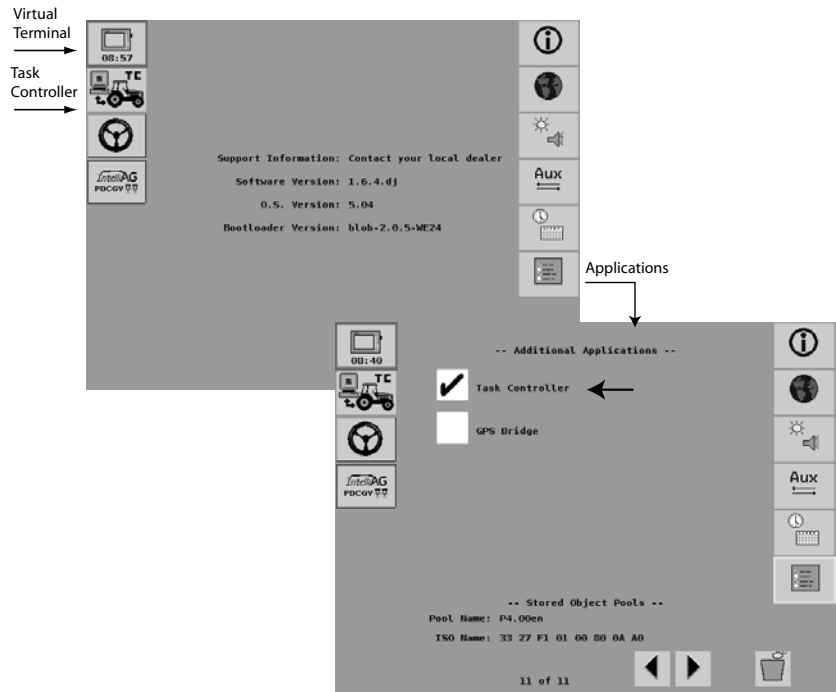 Virtual
Terminal
Task
Controller
08:57
TC
IntelliAG
PDCGV
Support Information: Contact your local dealer
Software Version: 1.6.4.dj
O.S. Version: 5.04
Bootloader Version: blob-2.0.5-WE24
Aux
Applications
08:40
TC
IntelliAG
PDCGV
-- Additional Applications --
Task Controller
GPS Bridge
Aux
-- Stored Object Pools --
Pool Name: P4.00en
ISO Name: 33 27 F1 01 00 80 0A A0
11 of 11